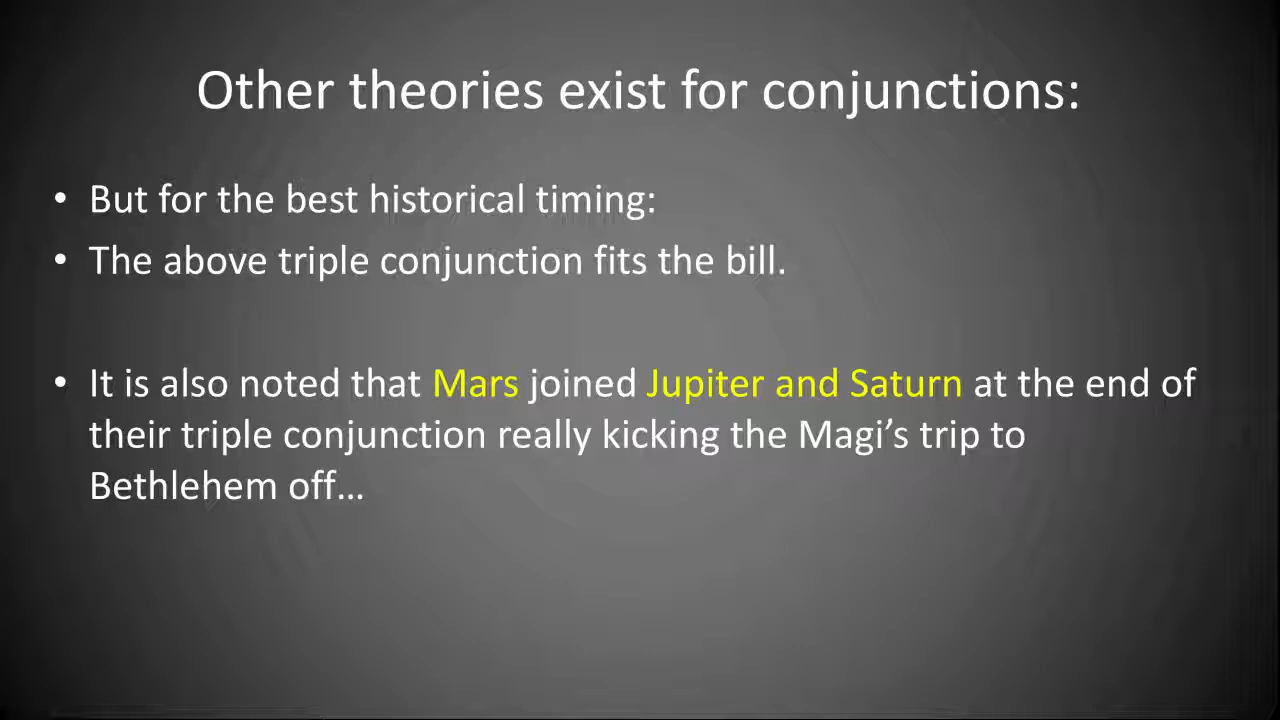 Other theories exist for conjunctions:
• But for the best historical timing:
• The above triple conjunction fits the bill.
• It is also noted that Mars joined Jupiter and Saturn at the end of
their triple conjunction really kicking the Magi’s trip to
Bethlehem off…